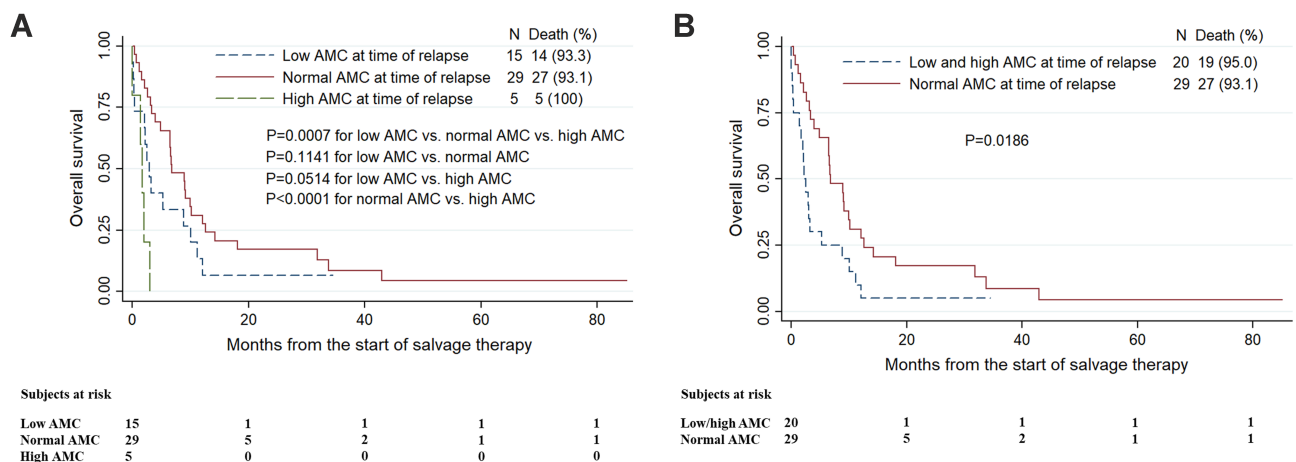 A
N Death (%)
Low AMC at time of relapse 15 14 (93.3)
Normal AMC at time of relapse 29 27 (93.1)
High AMC at time of relapse 5 5 (100)
P=0.0007 for low AMC vs. normal AMC vs. high AMC
P=0.1141 for low AMC vs. normal AMC
P=0.0514 for low AMC vs. high AMC
P<0.0001 for normal AMC vs. high AMC
Overall survival
1.00
0.75
0.50
0.25
0.00
0 20 40 60 80
Months from the start of salvage therapy
Subjects at risk
Low AMC 15 1 1 1 1
Normal AMC 29 5 2 1 1
High AMC 5 0 0 0 0
B
N Death (%)
Low and high AMC at time of relapse 20 19 (95.0)
Normal AMC at time of relapse 29 27 (93.1)
P=0.0186
Overall survival
1.00
0.75
0.50
0.25
0.00
0 20 40 60 80
Months from the start of salvage therapy
Subjects at risk
Low/high AMC 20 1 1 1 1
Normal AMC 29 5 2 1 1